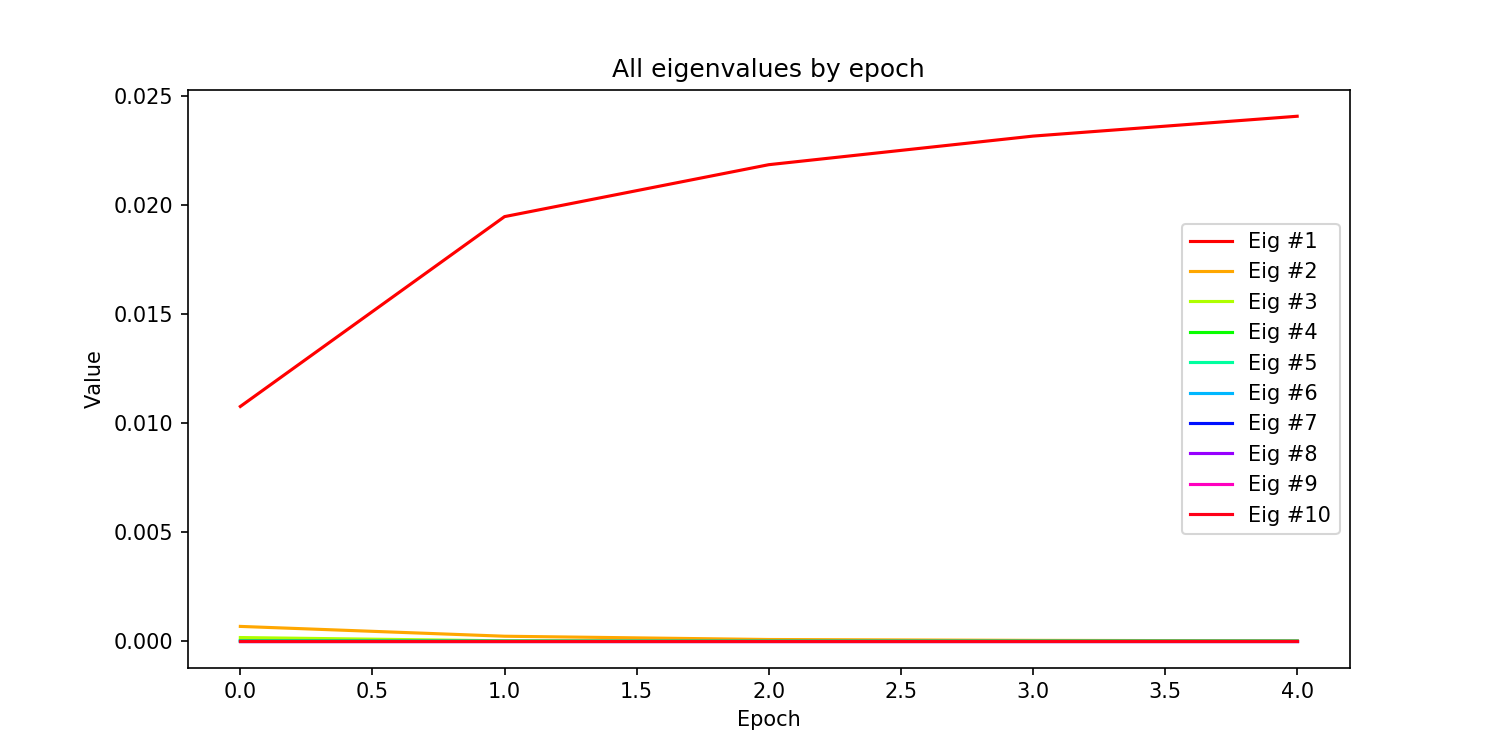 All eigenvalues by epoch
0.025
0.020
0.015
0.010
0.005
0.000
Value
Eig #1
Eig #2
Eig #3
Eig #4
Eig #5
Eig #6
Eig #7
Eig #8
Eig #9
Eig #10
0.0 0.5 1.0 1.5 2.0 2.5 3.0 3.5 4.0
Epoch